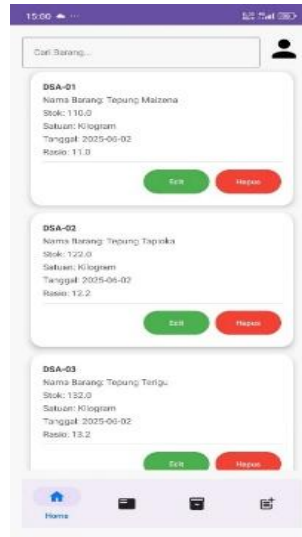 15:00
Cari Barang...
DSA-01
Nama Barang: Tepung Maizena
Stok: 110.0
Satuan: Kilogram
Tanggal: 2025-06-02
Rasio: 11.0
Edit Hapus
DSA-02
Nama Barang: Tepung Tapioka
Stok: 122.0
Satuan: Kilogram
Tanggal: 2025-06-02
Rasio: 12.2
Edit Hapus
DSA-03
Nama Barang: Tepung Terigu
Stok: 132.0
Satuan: Kilogram
Tanggal: 2025-06-02
Rasio: 13.2
Edit Hapus
Home